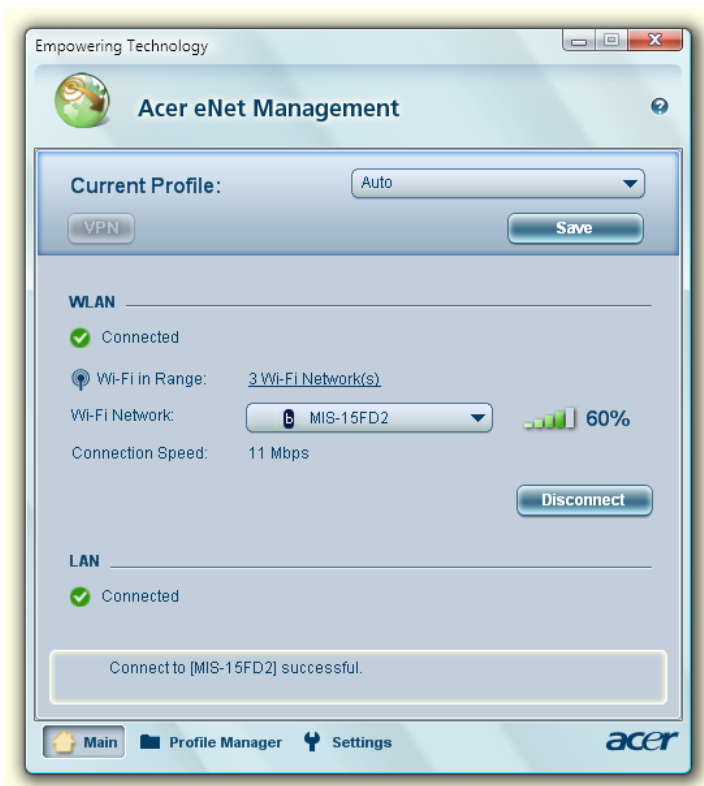 Empowering Technology
Acer eNet Management
?
Current Profile:
Auto
VPN
Save
WLAN
Connected
Wi-Fi in Range:
3 Wi-Fi Network(s)
Wi-Fi Network:
b MIS-15FD2
60%
Connection Speed:
11 Mbps
Disconnect
LAN
Connected
Connect to [MIS-15FD2] successful.
Main
Profile Manager
Settings
acer